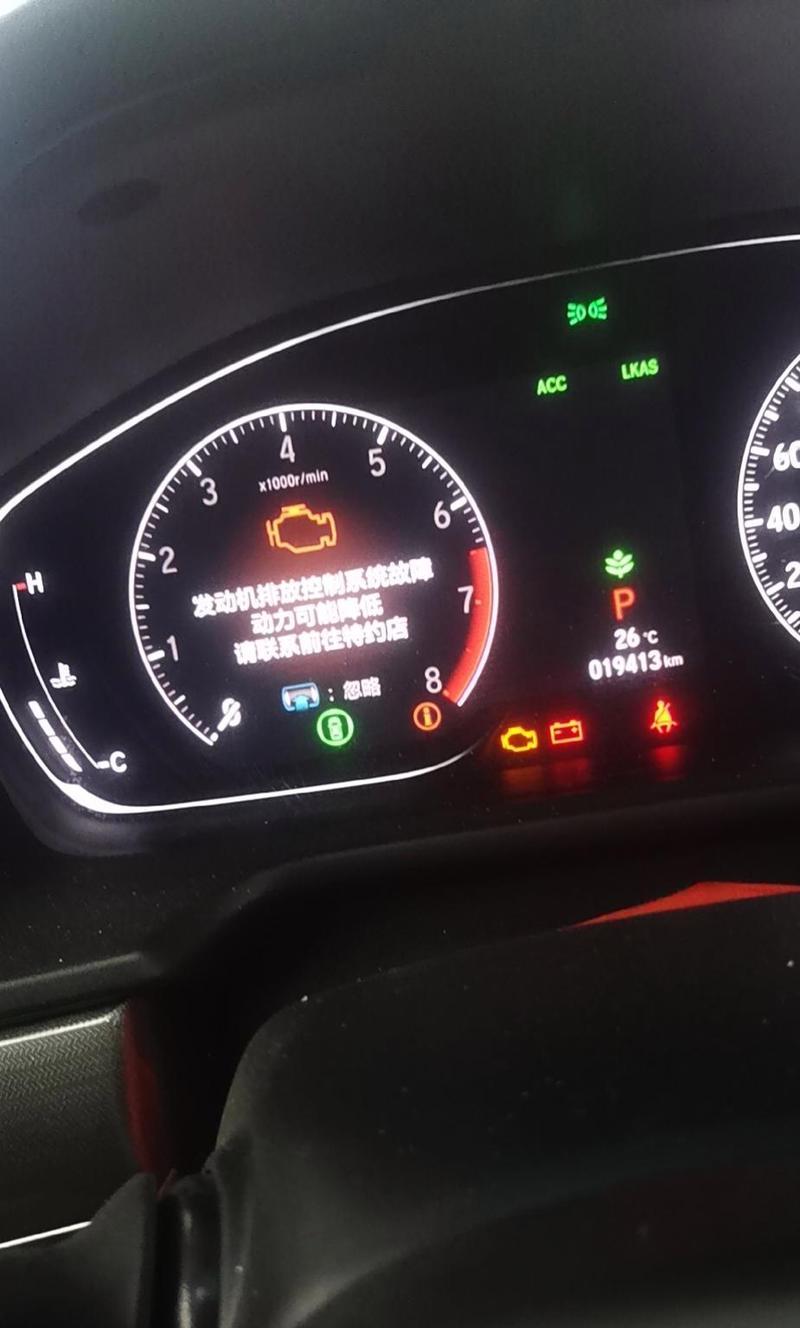 ACC
LKAS
1
2
3
4
5
6
7
8
x1000r/min
发动机排放控制系统故障
动力可能降低
请联系前往特约店
：忽略
H
C
P
26℃
019413km
60
40